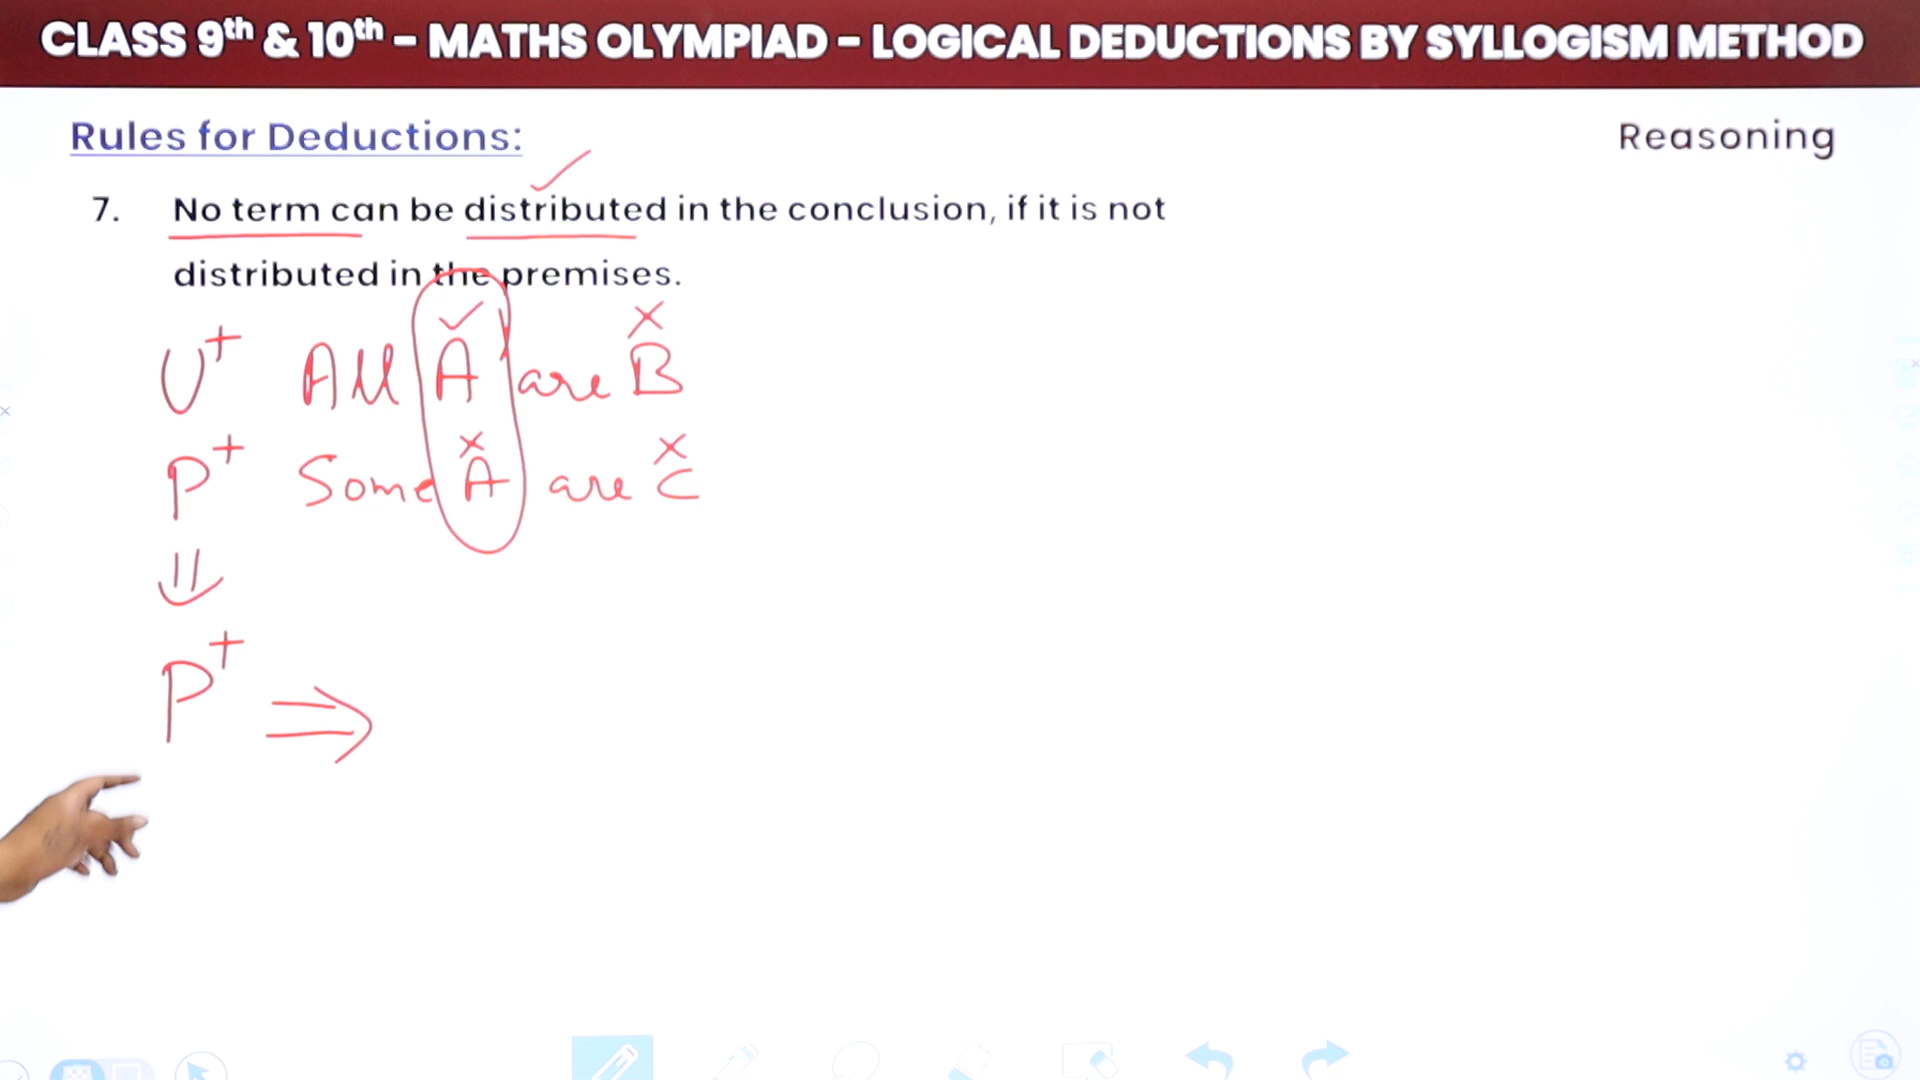 CLASS 9th & 10th – MATHS OLYMPIAD – LOGICAL DEDUCTIONS BY SYLLOGISM METHOD
Rules for Deductions:
Reasoning
7. No term can be distributed in the conclusion, if it is not
distributed in the premises.
U+ All A are B
P+ Some A are C
P+ ⇒